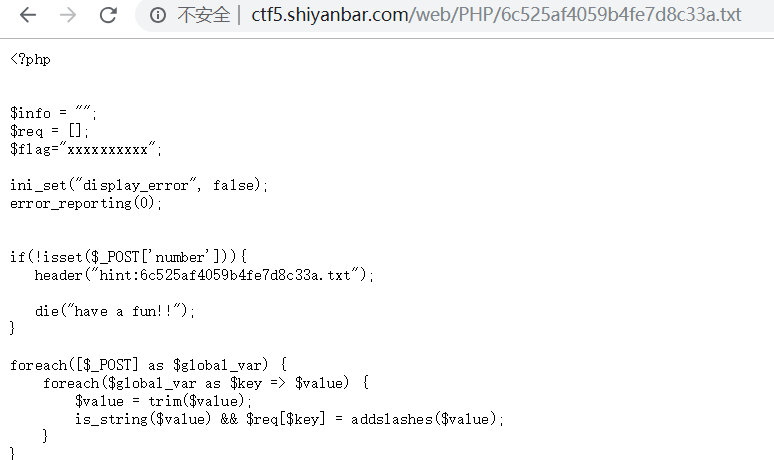 不安全 | ctf5.shiyanbar.com/web/PHP/6c525af4059b4fe7d8c33a.txt
<?php
$info = "";
$req = [];
$flag="xxxxxxxxxx";
ini_set("display_error", false);
error_reporting(0);
if(!isset($_POST['number'])){
   header("hint:6c525af4059b4fe7d8c33a.txt");
   die("have a fun!!");
}
foreach([$_POST] as $global_var) {
    foreach($global_var as $key => $value) {
        $value = trim($value);
        is_string($value) && $req[$key] = addslashes($value);
    }
}